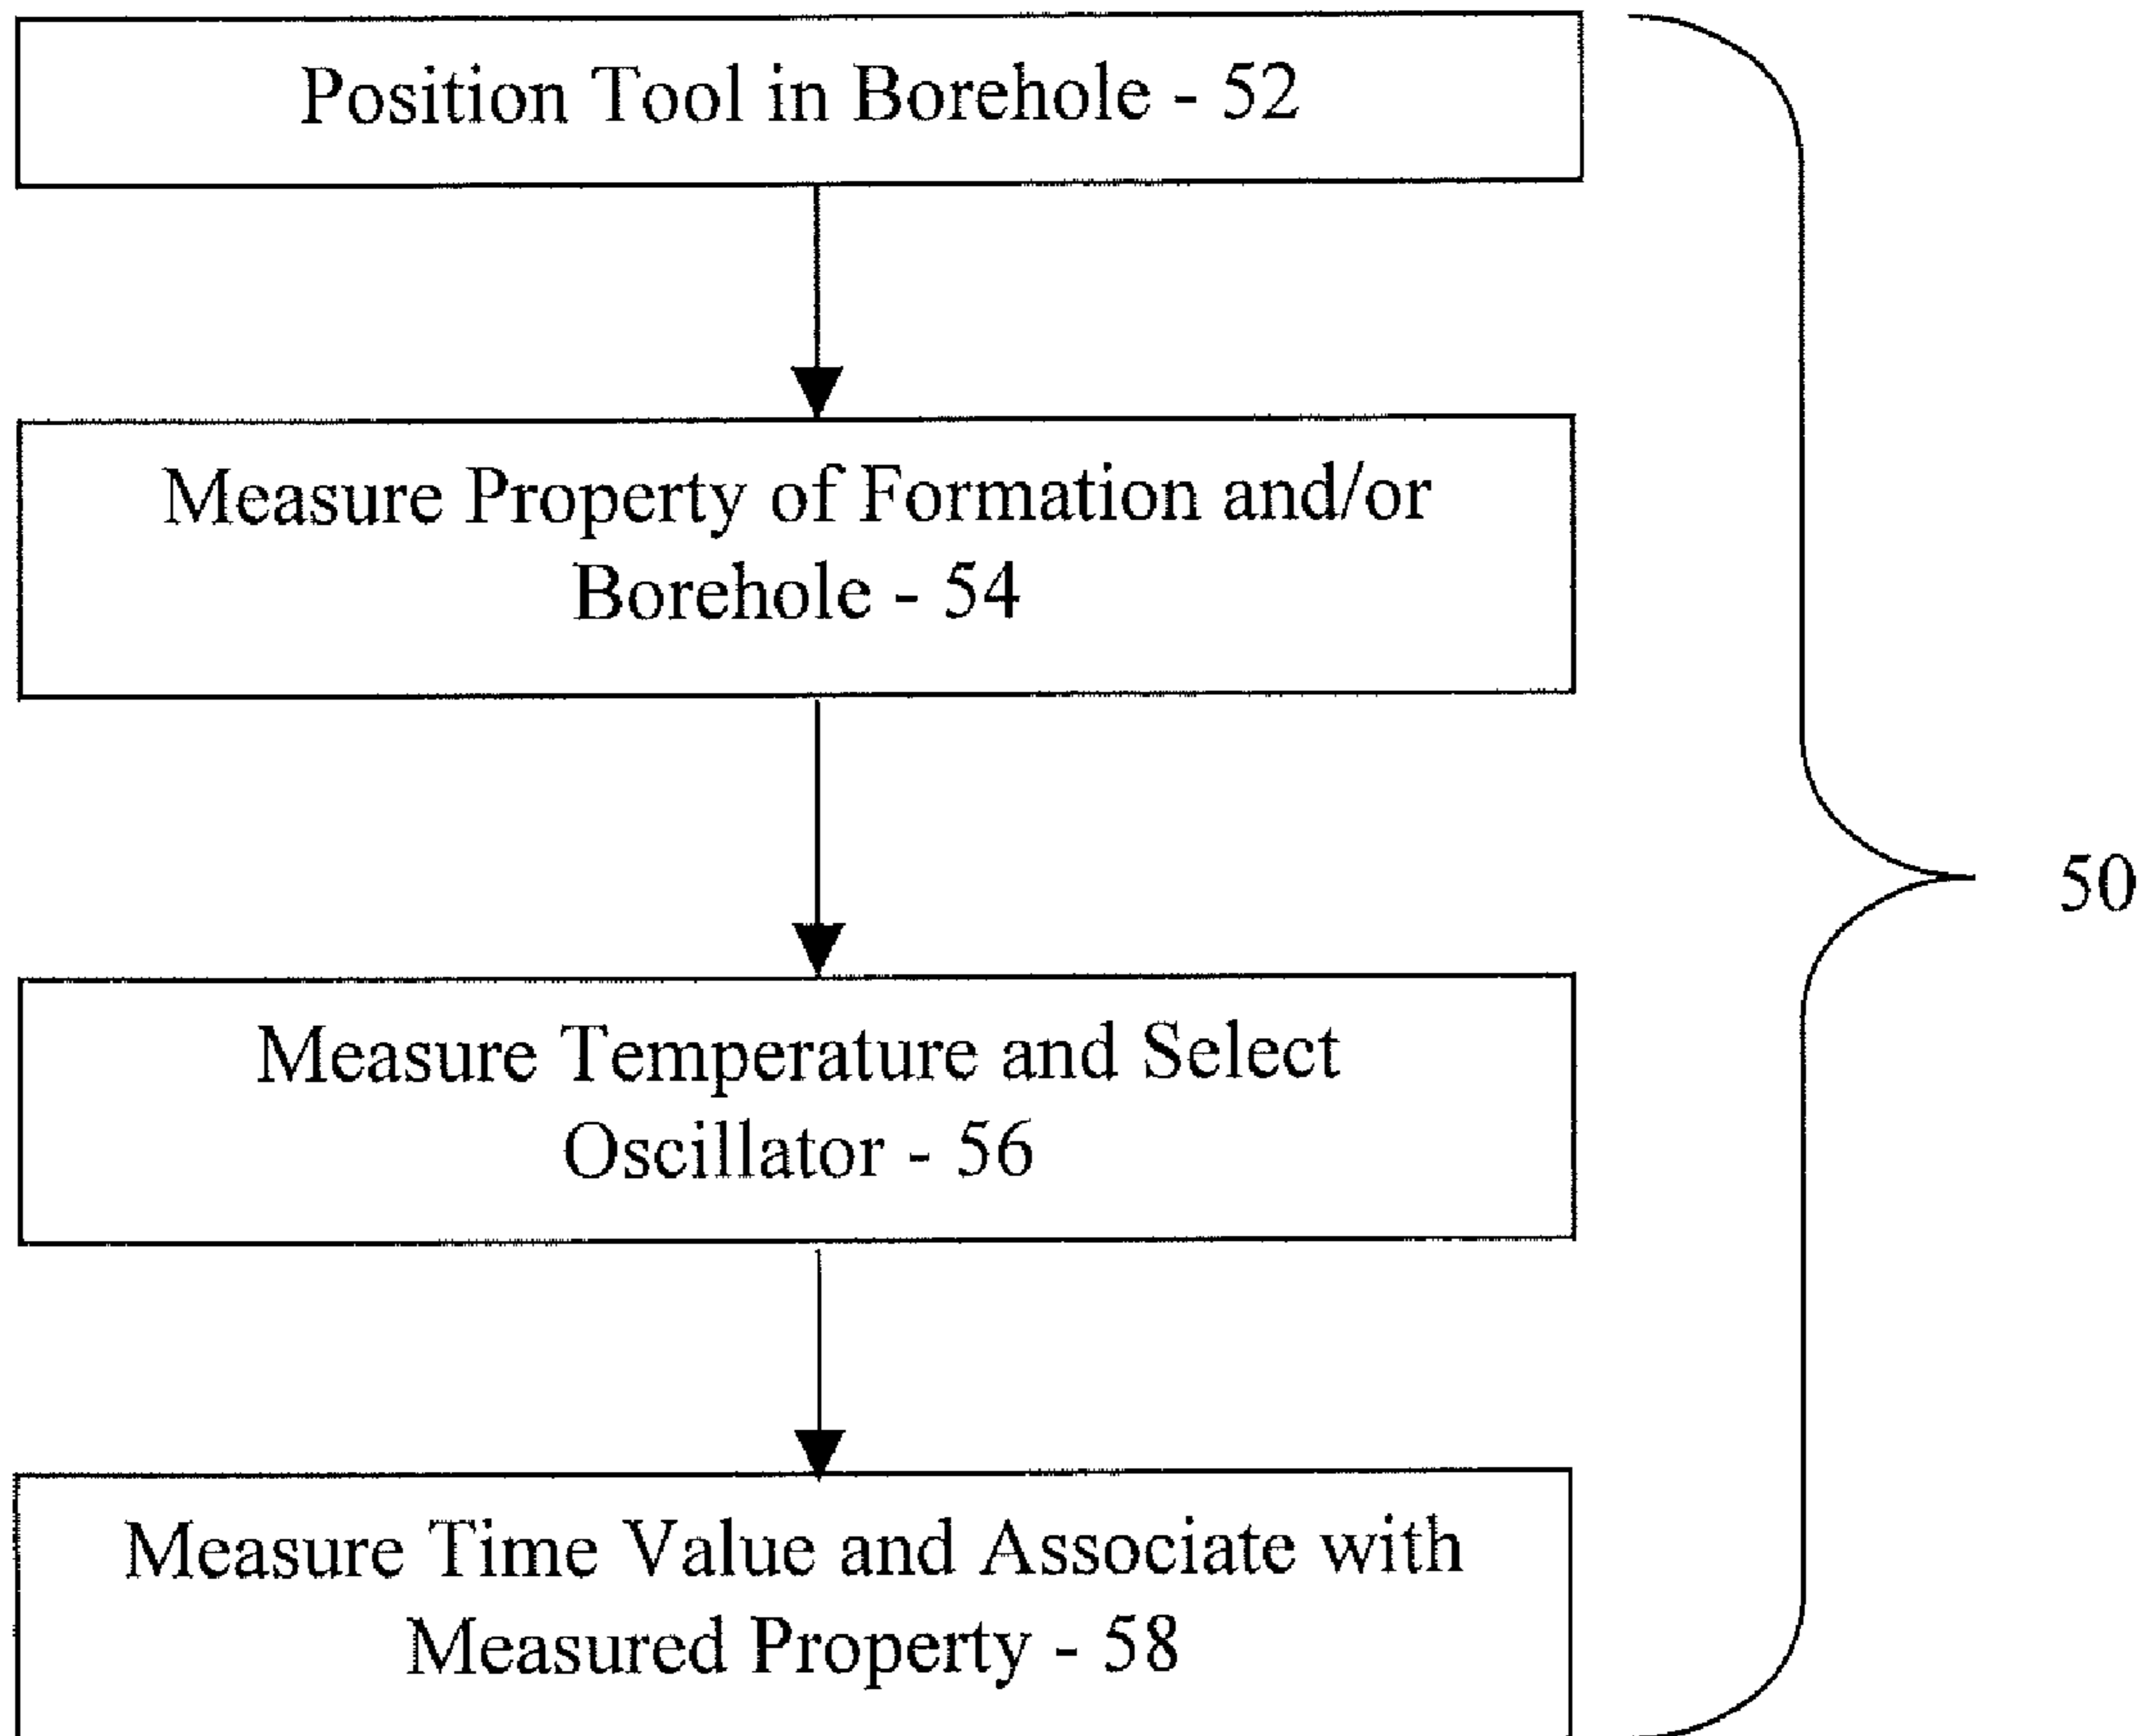 Position Tool in Borehole - 52
Measure Property of Formation and/or
Borehole - 54
50
Measure Temperature and Select
Oscillator - 56
Measure Time Value and Associate with
Measured Property - 58